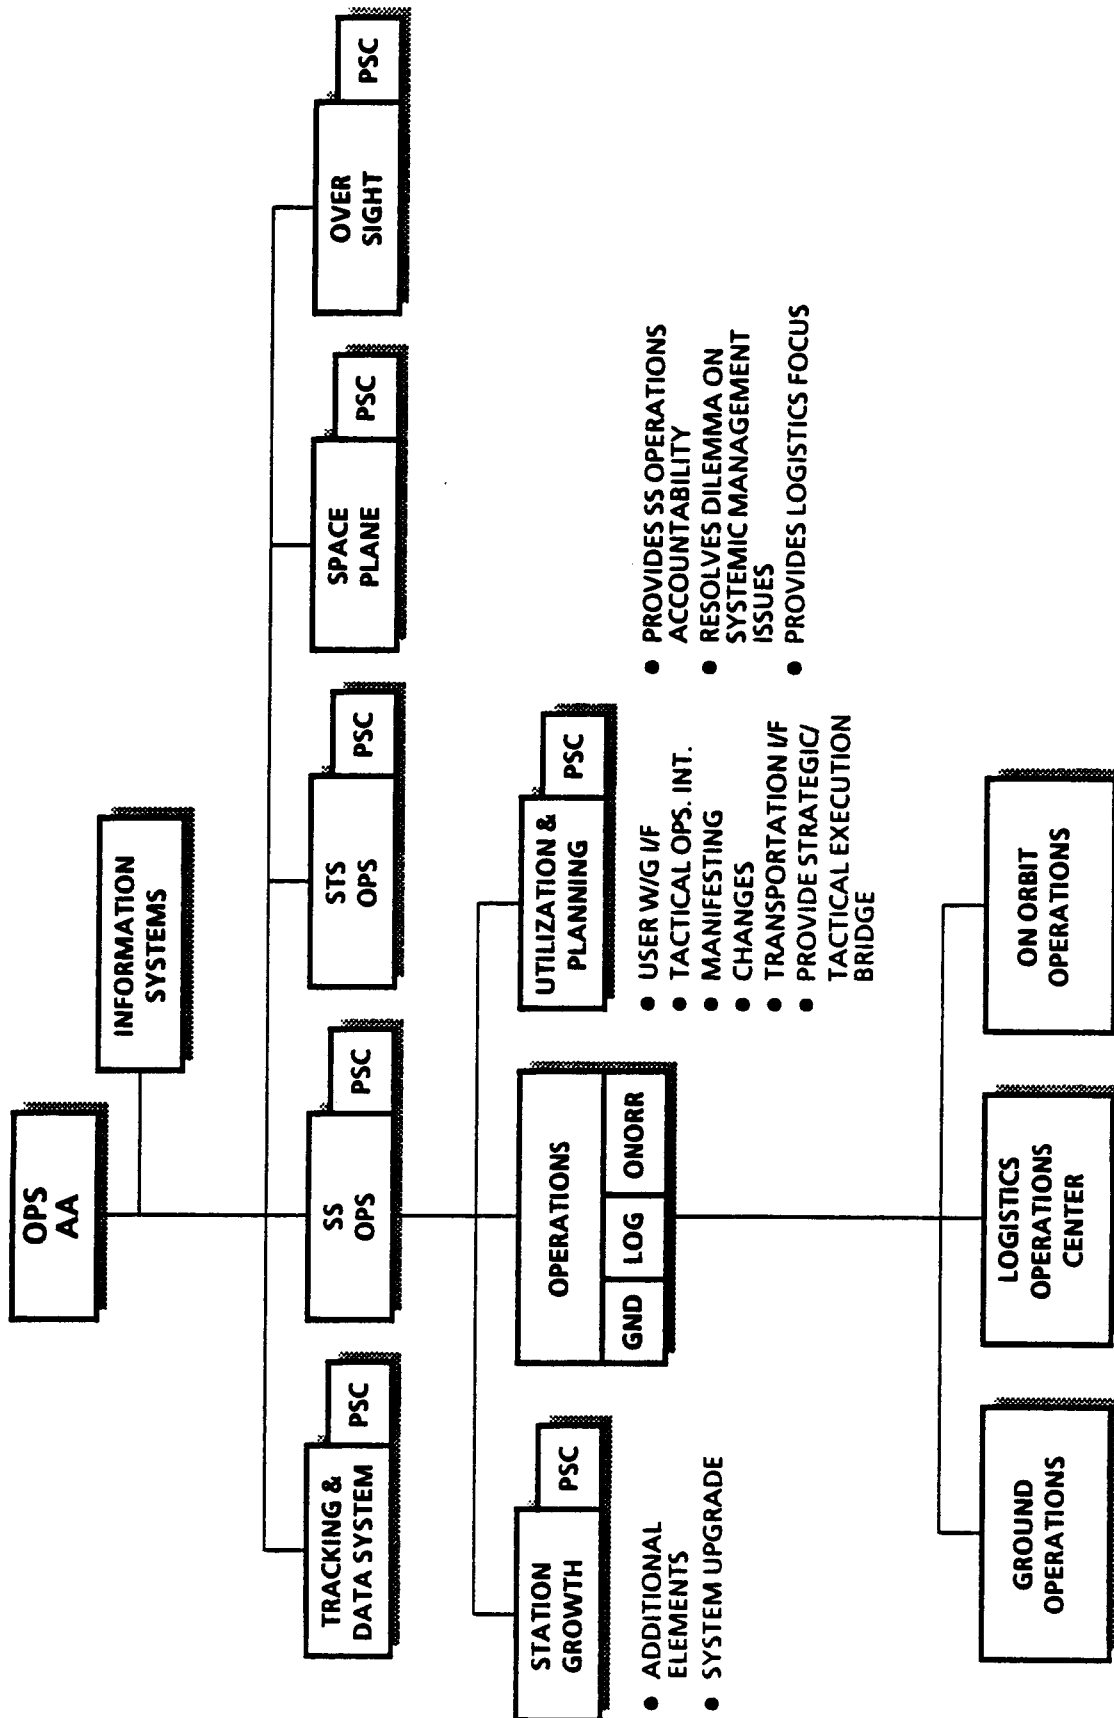 OPS
AA
INFORMATION
SYSTEMS
TRACKING &
DATA SYSTEM
PSC
SS
OPS
PSC
STS
OPS
PSC
SPACE
PLANE
PSC
OVER
SIGHT
PSC
STATION
GROWTH
PSC
OPERATIONS
GND
LOG
ONORR
UTILIZATION &
PLANNING
PSC
● ADDITIONAL
ELEMENTS
● SYSTEM UPGRADE
● USER W/G I/F
● TACTICAL OPS. INT.
● MANIFESTING
● CHANGES
● TRANSPORTATION I/F
● PROVIDE STRATEGIC/
TACTICAL EXECUTION
BRIDGE
● PROVIDES SS OPERATIONS
ACCOUNTABILITY
● RESOLVES DILEMMA ON
SYSTEMIC MANAGEMENT
ISSUES
● PROVIDES LOGISTICS FOCUS
GROUND
OPERATIONS
LOGISTICS
OPERATIONS
CENTER
ON ORBIT
OPERATIONS